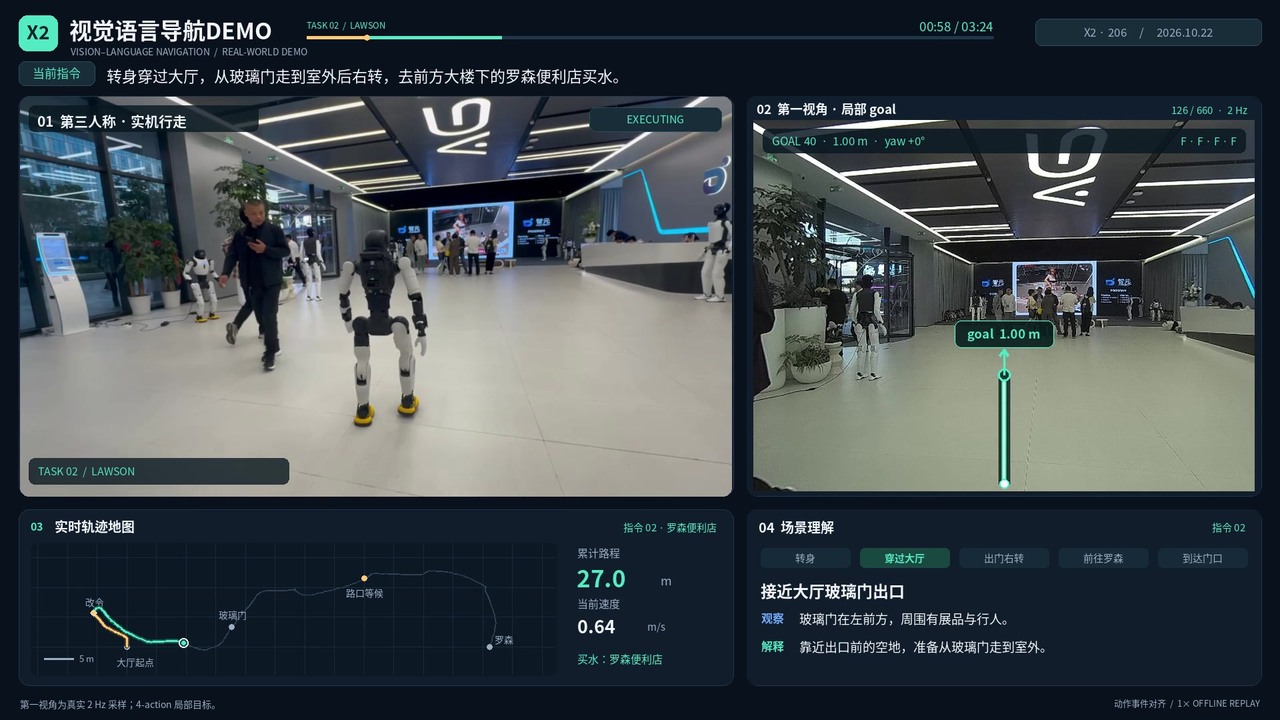 X2
视觉语言导航DEMO
VISION–LANGUAGE NAVIGATION / REAL-WORLD DEMO
TASK 02 / LAWSON
00:58 / 03:24
X2 · 206 / 2026.10.22
当前指令
转身穿过大厅，从玻璃门走到室外后右转，去前方大楼下的罗森便利店买水。
01 第三人称 · 实机行走
EXECUTING
TASK 02 / LAWSON
02 第一视角 · 局部 goal
126 / 660 · 2 Hz
GOAL 40 · 1.00 m · yaw +0°
F · F · F · F
goal 1.00 m
03 实时轨迹地图
指令 02 · 罗森便利店
改令
大厅起点
玻璃门
路口等候
罗森
5 m
累计路程
27.0 m
当前速度
0.64 m/s
买水：罗森便利店
04 场景理解
指令 02
转身
穿过大厅
出门右转
前往罗森
到达门口
接近大厅玻璃门出口
观察 玻璃门在左前方，周围有展品与行人。
解释 靠近出口前的空地，准备从玻璃门走到室外。
第一视角为真实 2 Hz 采样；4-action 局部目标。
动作事件对齐 / 1× OFFLINE REPLAY